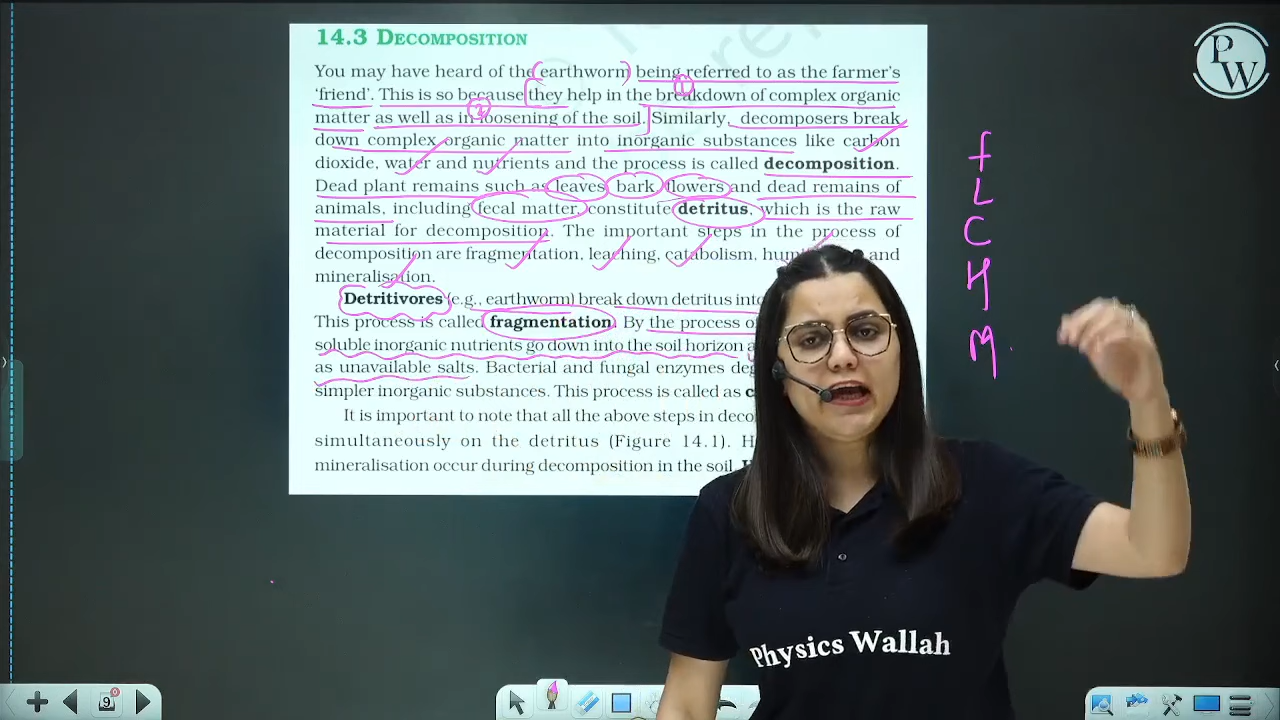 14.3 DECOMPOSITION
You may have heard of the earthworm being referred to as the farmer's
'friend'. This is so because they help in the breakdown of complex organic
matter as well as in loosening of the soil. Similarly, decomposers break
down complex organic matter into inorganic substances like carbon
dioxide, water and nutrients and the process is called decomposition.
Dead plant remains such as leaves, bark, flowers and dead remains of
animals, including fecal matter, constitute detritus, which is the raw
material for decomposition. The important steps in the process of
decomposition are fragmentation, leaching, catabolism, and
mineralisation.
Detritivores (e.g., earthworm) break down detritus into
This process is called fragmentation. By the process of
soluble inorganic nutrients go down into the soil horizon
as unavailable salts. Bacterial and fungal enzymes
simpler inorganic substances. This process is called as
It is important to note that all the above steps in
simultaneously on the detritus (Figure 14.1).
mineralisation occur during decomposition in the soil.
1
2
f
L
C
H
M
PW
Physics Wallah
9